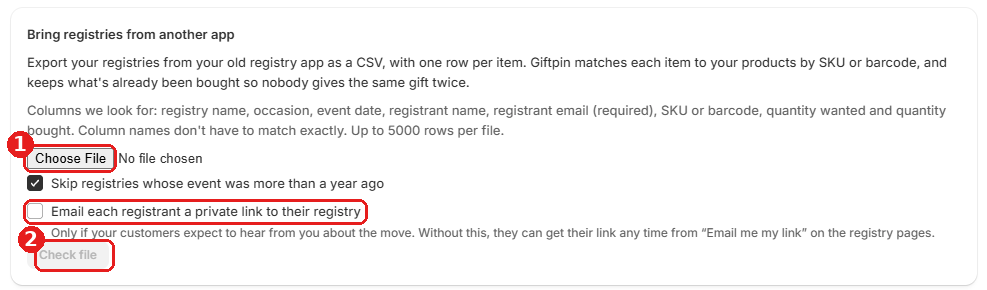 Bring registries from another app
Export your registries from your old registry app as a CSV, with one row per item. Giftpin matches each item to your products by SKU or barcode, and
keeps what's already been bought so nobody gives the same gift twice.
Columns we look for: registry name, occasion, event date, registrant name, registrant email (required), SKU or barcode, quantity wanted and quantity
bought. Column names don't have to match exactly. Up to 5000 rows per file.
1
Choose File No file chosen
Skip registries whose event was more than a year ago
Email each registrant a private link to their registry
2 Only if your customers expect to hear from you about the move. Without this, they can get their link any time from “Email me my link” on the registry pages.
Check file